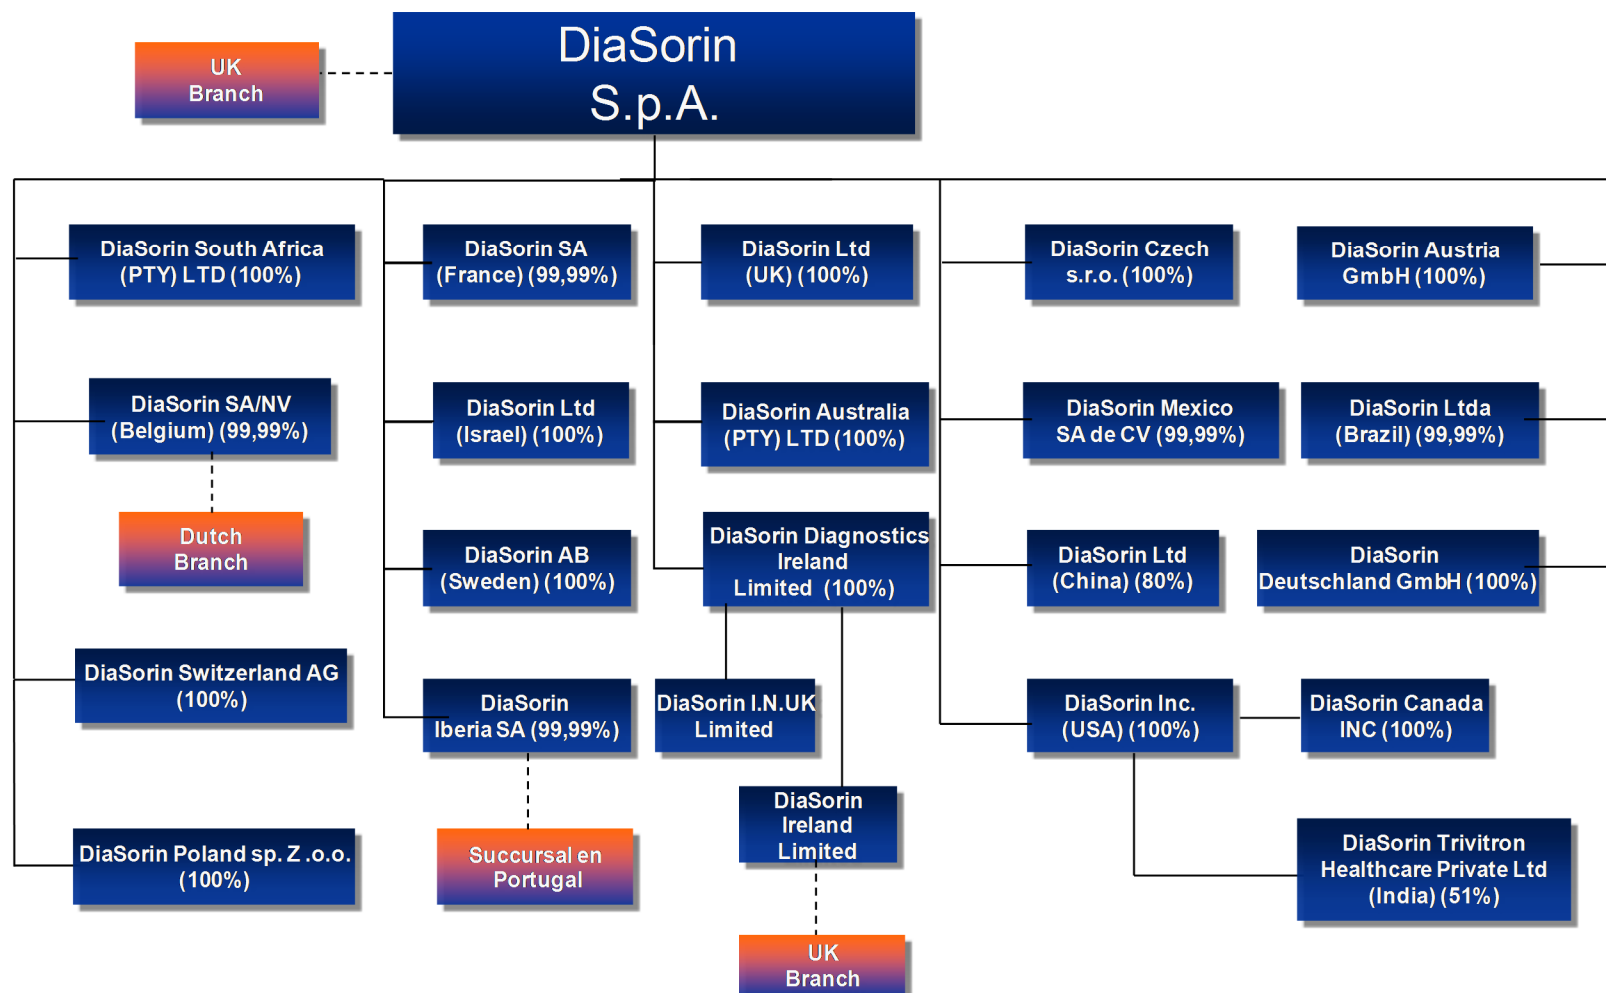 DiaSorin
S.p.A.
UK
Branch
DiaSorin South Africa
(PTY) LTD (100%)
DiaSorin SA
(France) (99,99%)
DiaSorin Ltd
(UK) (100%)
DiaSorin Czech
s.r.o. (100%)
DiaSorin Austria
GmbH (100%)
DiaSorin SA/NV
(Belgium) (99,99%)
DiaSorin Ltd
(Israel) (100%)
DiaSorin Australia
(PTY) LTD (100%)
DiaSorin Mexico
SA de CV (99,99%)
DiaSorin Ltda
(Brazil) (99,99%)
Dutch
Branch
DiaSorin AB
(Sweden) (100%)
DiaSorin Diagnostics
Ireland
Limited (100%)
DiaSorin Ltd
(China) (80%)
DiaSorin
Deutschland GmbH (100%)
DiaSorin Switzerland AG
(100%)
DiaSorin
Iberia SA (99,99%)
DiaSorin I.N.UK
Limited
DiaSorin Inc.
(USA) (100%)
DiaSorin Canada
INC (100%)
DiaSorin Poland sp. Z .o.o.
(100%)
Succursal en
Portugal
DiaSorin
Ireland
Limited
DiaSorin Trivitron
Healthcare Private Ltd
(India) (51%)
UK
Branch